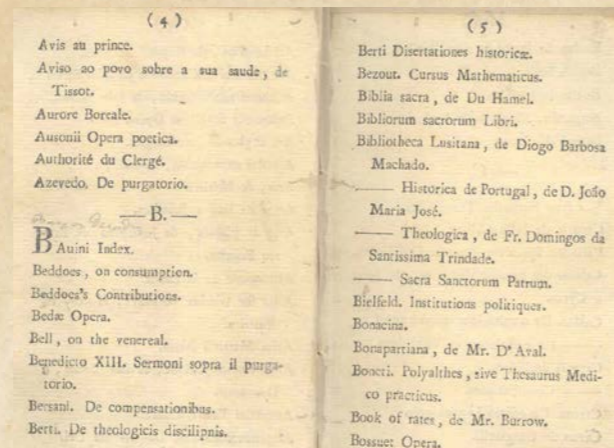 (4)
Avis au prince.
Aviso ao povo sobre a sua saude, de
Tissot.
Aurore Boreale.
Ausonii Opera poetica.
Authorité du Clergé.
Azevedo. De purgatorio.
—B.—
BAuini Index.
Beddoes, on consumption.
Beddoes's Contributions.
Bedæ Opera.
Bell, on the venereal.
Benedicto XIII. Sermoni sopra il purga-
torio.
Bersani. De compensationibus.
Berti. De theologicis discilipnis.
(5)
Berti Disertationes historicæ.
Bezout. Cursus Mathematicus.
Biblia sacra, de Du Hamel.
Bibliorum sacrorum Libri.
Bibliotheca Lusitana, de Diogo Barbosa
Machado.
—— Historica de Portugal, de D. João
Maria José.
—— Theologica, de Fr. Domingos da
Santissima Trindade.
—— Sacra Sanctorum Patrum.
Bielfeld. Institutions politiques.
Bonacina.
Bonapartiana, de Mr. D' Aval.
Boneti. Polyalthes, sive Thesaurus Medi-
co practicus.
Book of rates, de Mr. Burrow.
Bossuet Opera.